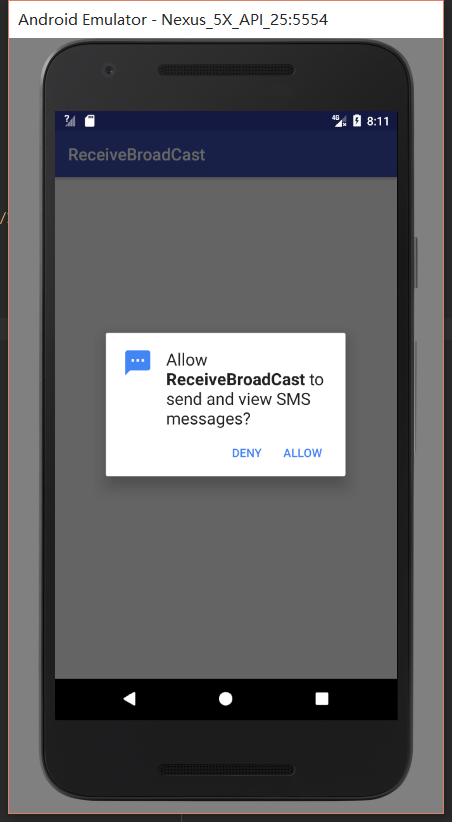 Android Emulator - Nexus_5X_API_25:5554
4G 8:11
ReceiveBroadCast
Allow
ReceiveBroadCast to
send and view SMS
messages?
DENY ALLOW